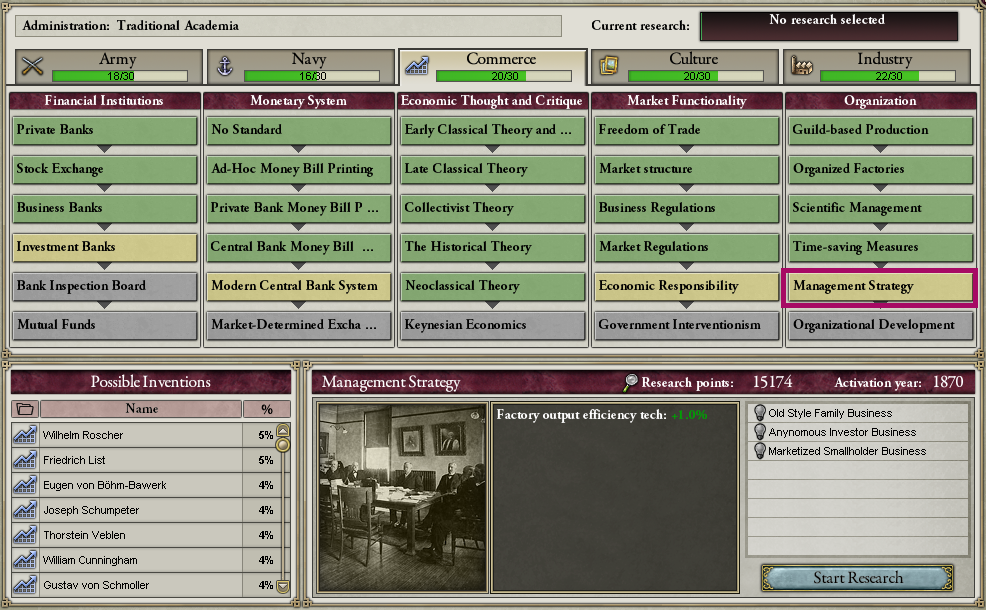 Administration: Traditional Academia
Current research:
No research selected
Army
18/30
Navy
16/30
Commerce
20/30
Culture
20/30
Industry
22/30
Financial Institutions
Monetary System
Economic Thought and Critique
Market Functionality
Organization
Private Banks
No Standard
Early Classical Theory and ...
Freedom of Trade
Guild-based Production
Stock Exchange
Ad-Hoc Money Bill Printing
Late Classical Theory
Market structure
Organized Factories
Business Banks
Private Bank Money Bill P ...
Collectivist Theory
Business Regulations
Scientific Management
Investment Banks
Central Bank Money Bill ...
The Historical Theory
Market Regulations
Time-saving Measures
Bank Inspection Board
Modern Central Bank System
Neoclassical Theory
Economic Responsibility
Management Strategy
Mutual Funds
Market-Determined Excha ...
Keynesian Economics
Government Interventionism
Organizational Development
Possible Inventions
Name
%
Wilhelm Roscher 5%
Friedrich List 5%
Eugen von Böhm-Bawerk 4%
Joseph Schumpeter 4%
Thorstein Veblen 4%
William Cunningham 4%
Gustav von Schmoller 4%
Management Strategy
Research points: 15174
Activation year: 1870
Factory output efficiency tech: +1.0%
Old Style Family Business
Anynomous Investor Business
Marketized Smallholder Business
Start Research